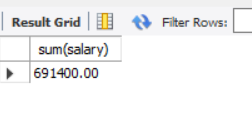 Result Grid Filter Rows:
sum(salary)
691400.00